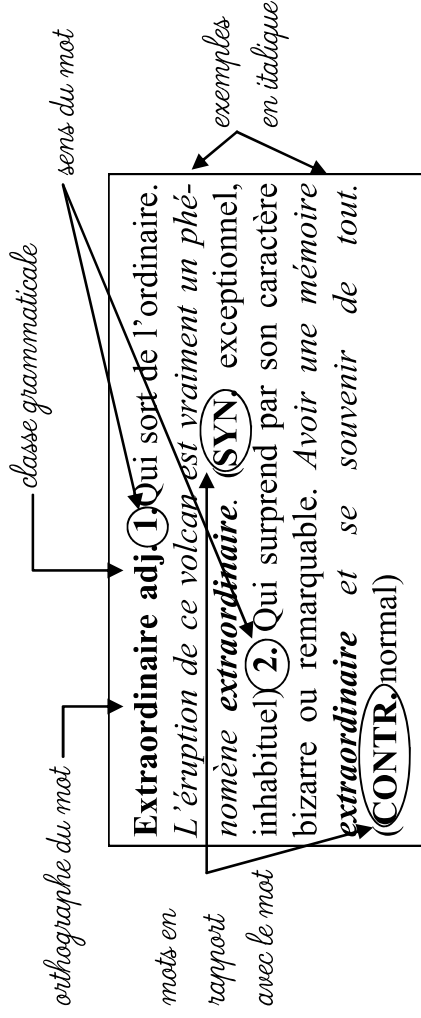 orthographe du mot
classe grammaticale
sens du mot
Extraordinaire adj. 1. Qui sort de l’ordinaire.
L’éruption de ce volcan est vraiment un phé-
nomène extraordinaire. (SYN. exceptionnel,
inhabituel) 2. Qui surprend par son caractère
bizarre ou remarquable. Avoir une mémoire
extraordinaire et se souvenir de tout.
(CONTR. normal)
mots en
rapport
avec le mot
exemples
en italique